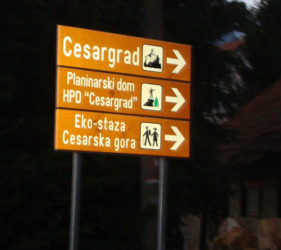 Cesargrad
Planinarski dom
HPD "Cesargrad"
Eko-staza
Cesarska gora